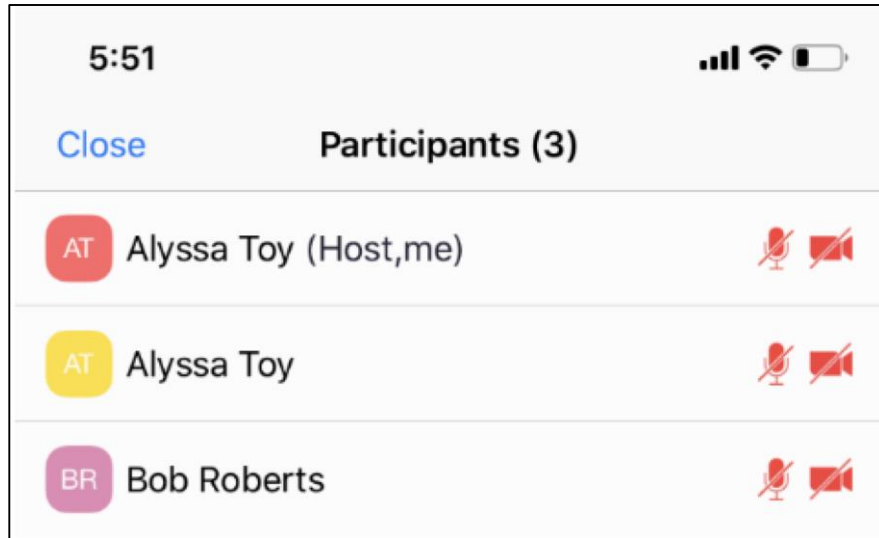 5:51
Close Participants (3)
AT Alyssa Toy (Host,me)
AT Alyssa Toy
BR Bob Roberts